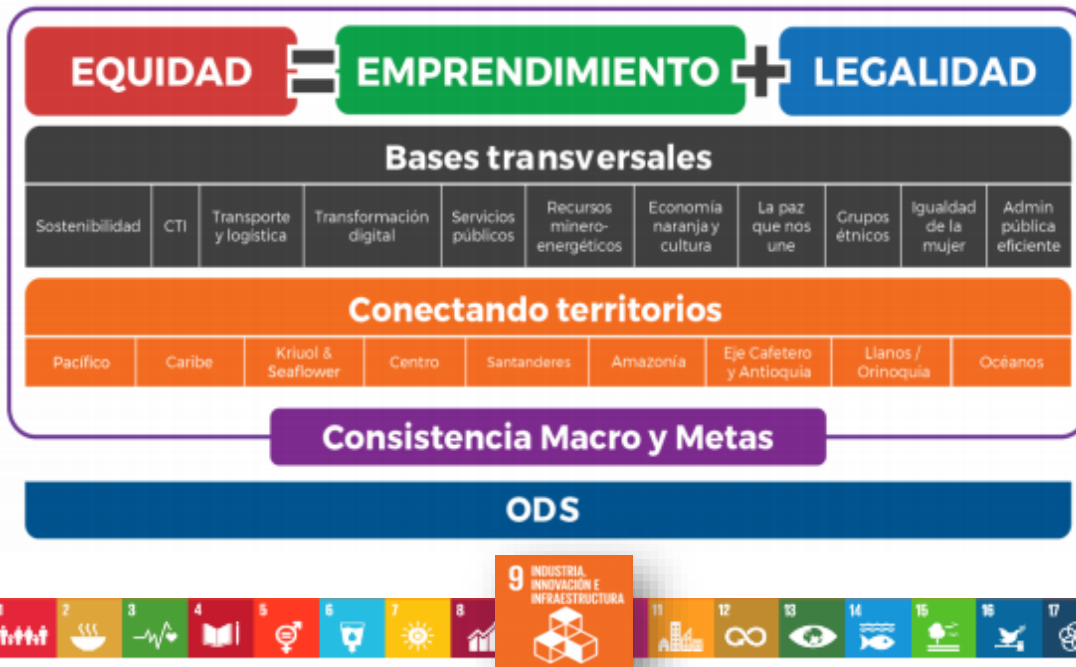 EQUIDAD = EMPRENDIMIENTO + LEGALIDAD
Bases transversales
Sostenibilidad
CTI
Transporte
y logística
Transformación
digital
Servicios
públicos
Recursos
minero-
energéticos
Economía
naranja y
cultura
La paz
que nos
une
Grupos
étnicos
Igualdad
de la
mujer
Admin
pública
eficiente
Conectando territorios
Pacífico
Caribe
Kriuol &
Seaflower
Centro
Santanderes
Amazonía
Eje Cafetero
y Antioquia
Llanos /
Orinoquia
Océanos
Consistencia Macro y Metas
ODS
1
2
3
4
5
6
7
8
9 INDUSTRIA,
INNOVACIÓN E
INFRAESTRUCTURA
11
12
13
14
15
16
17